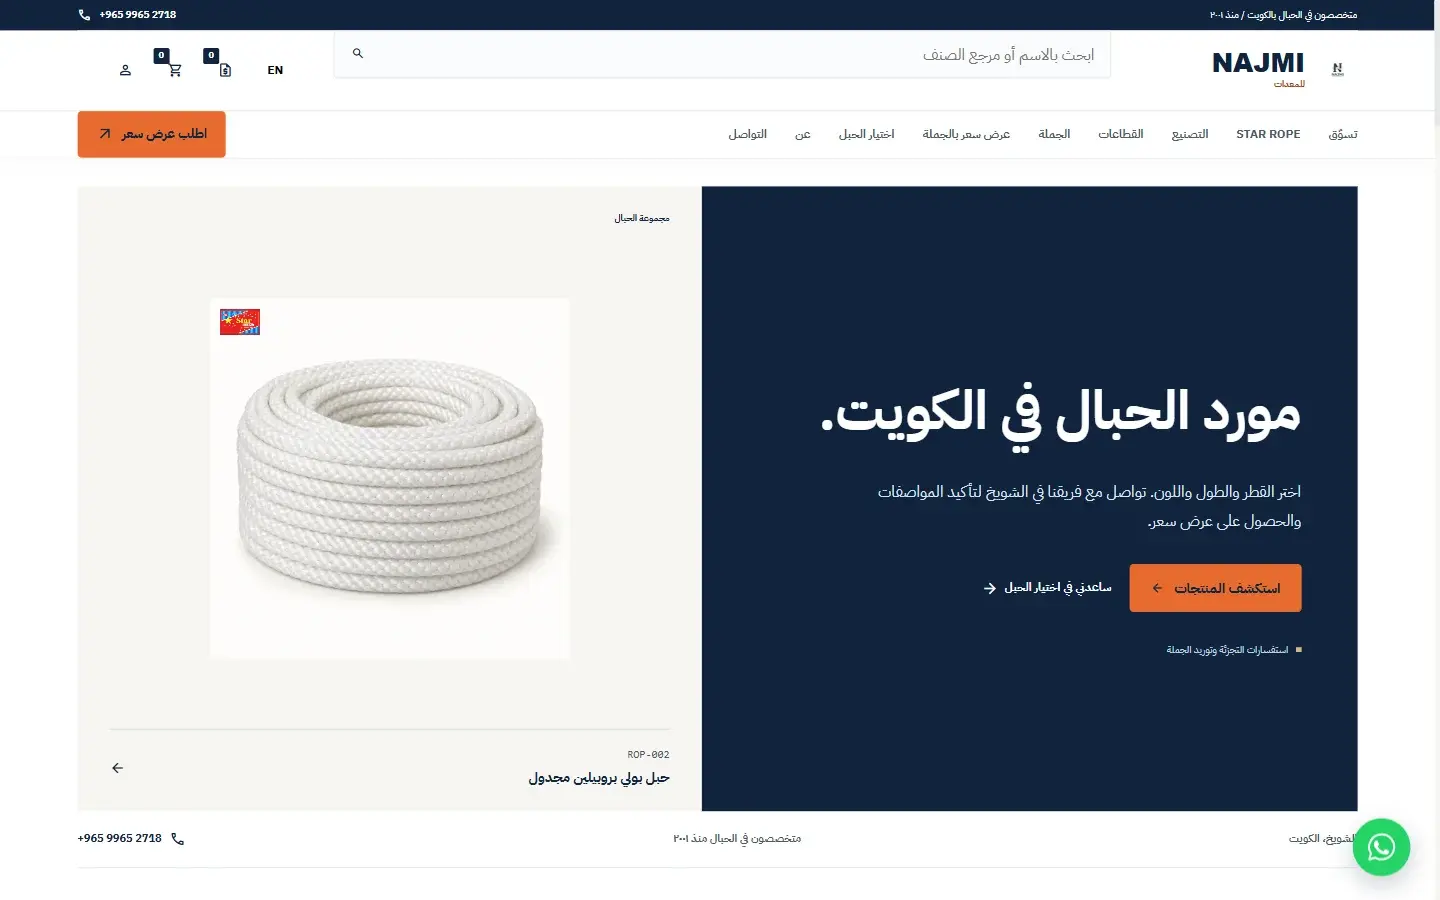 متخصصون في الحبال بالكويت / منذ ٢٠٠١
+965 9965 2718
NAJMI
للمعدات
ابحث بالاسم أو مرجع الصنف
EN
0
0
تسوّق
STAR ROPE
التصنيع
القطاعات
الجملة
عرض سعر بالجملة
اختيار الحبل
عن
التواصل
اطلب عرض سعر
مورد الحبال في الكويت.
اختر القطر والطول واللون. تواصل مع فريقنا في الشويخ لتأكيد المواصفات
والحصول على عرض سعر.
استكشف المنتجات
ساعدني في اختيار الحبل
استفسارات التجزئة وتوريد الجملة
مجموعة الحبال
Star
ROP-002
حبل بولي بروبيلين مجدول
الشويخ، الكويت
متخصصون في الحبال منذ ٢٠٠١
+965 9965 2718